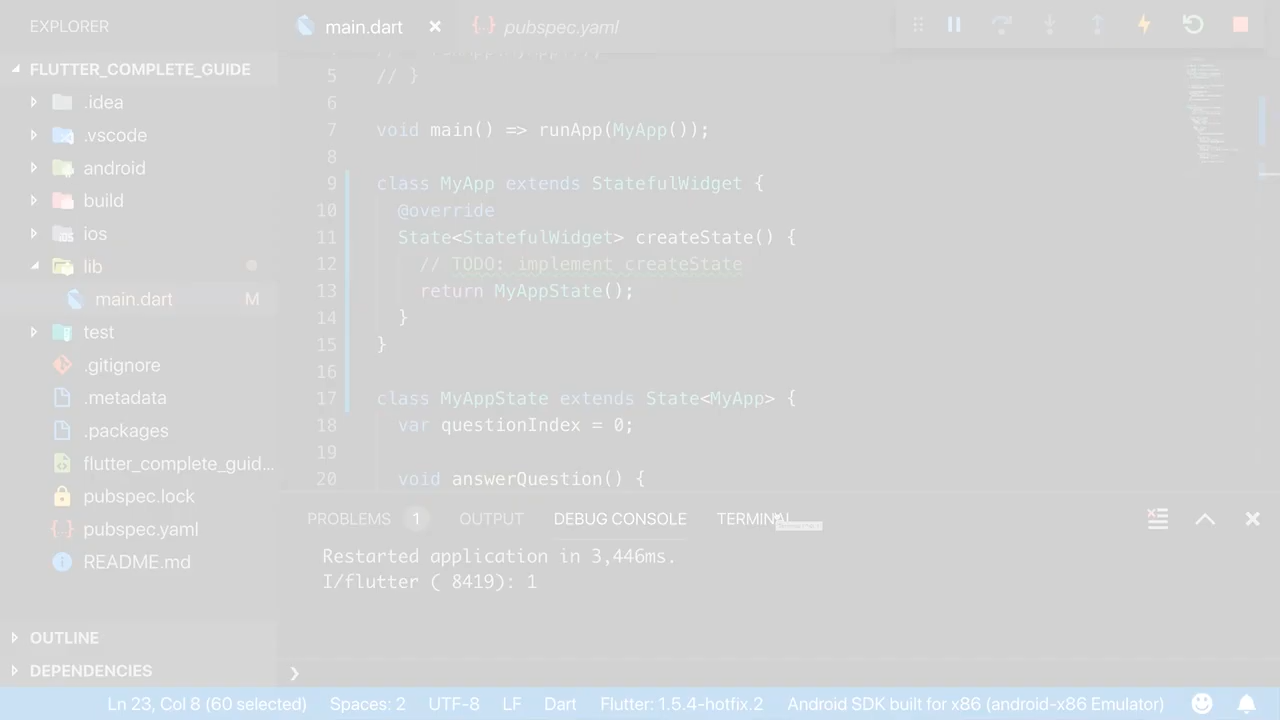 EXPLORER
main.dart
pubspec.yaml
FLUTTER_COMPLETE_GUIDE
.idea
.vscode
android
build
ios
lib
main.dart M
test
.gitignore
.metadata
.packages
flutter_complete_guid...
pubspec.lock
pubspec.yaml
README.md
OUTLINE
DEPENDENCIES
5 // }
6
7 void main() => runApp(MyApp());
8
9 class MyApp extends StatefulWidget {
10 @override
11 State<StatefulWidget> createState() {
12 // TODO: implement createState
13 return MyAppState();
14 }
15 }
16
17 class MyAppState extends State<MyApp> {
18 var questionIndex = 0;
19
20 void answerQuestion() {
PROBLEMS 1 OUTPUT DEBUG CONSOLE TERMINAL
Restarted application in 3,446ms.
I/flutter ( 8419): 1
Ln 23, Col 8 (60 selected) Spaces: 2 UTF-8 LF Dart Flutter: 1.5.4-hotfix.2 Android SDK built for x86 (android-x86 Emulator)